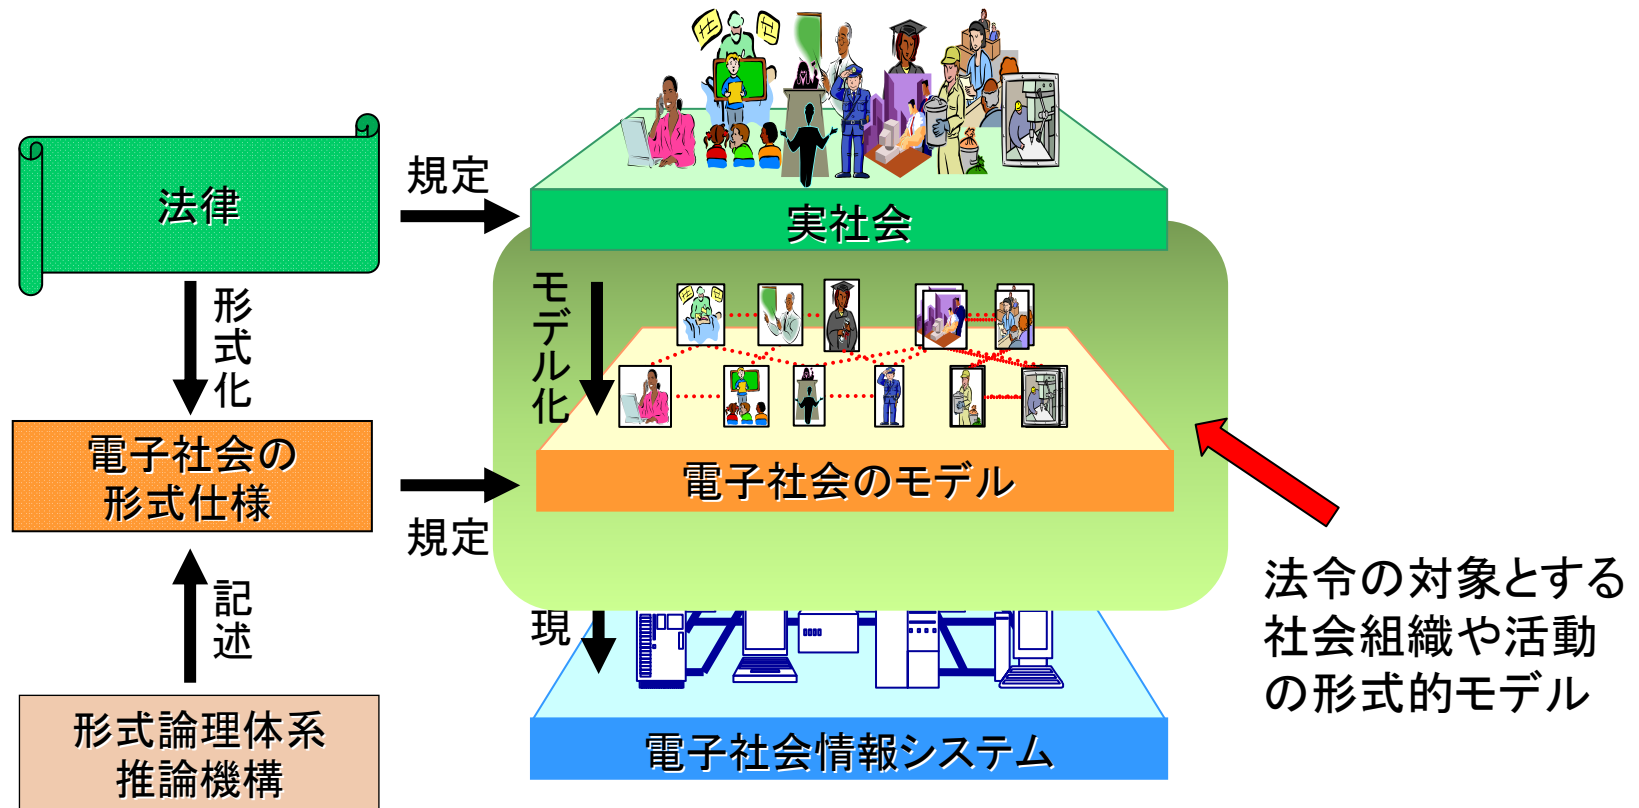 法律
規定
実社会
形式化
モデル化
電子社会の
形式仕様
規定
電子社会のモデル
記述
現
法令の対象とする
社会組織や活動
の形式的モデル
形式論理体系
推論機構
電子社会情報システム